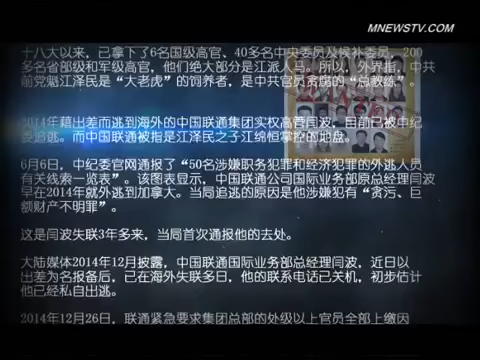 MNEWSTV.COM
十八大以来，已拿下了6名国级高官、40多名中央委员及候补委员，200
多名省部级和军级高官，他们绝大部分是江派人马。所以，外界指，中共
前党魁江泽民是“大老虎”的饲养者，是中共官员贪腐的“总教练”。
2014年藉出差而逃到海外的中国联通集团实权高管闫波，目前已被中纪
委追逃。而中国联通被指是江泽民之子江绵恒掌控的地盘。
6月6日，中纪委官网通报了“50名涉嫌职务犯罪和经济犯罪的外逃人员
有关线索一览表”。该图表显示，中国联通公司国际业务部原总经理闫波
早在2014年就外逃到加拿大。当局追逃的原因是他涉嫌犯有“贪污、巨
额财产不明罪”。
这是闫波失联3年多来，当局首次通报他的去处。
大陆媒体2014年12月披露，中国联通国际业务部总经理闫波，近日以
出差为名报备后，已在海外失联多日，他的联系电话已关机，初步估计
他已经私自出逃。
2014年12月26日，联通紧急要求集团总部的处级以上官员全部上缴因